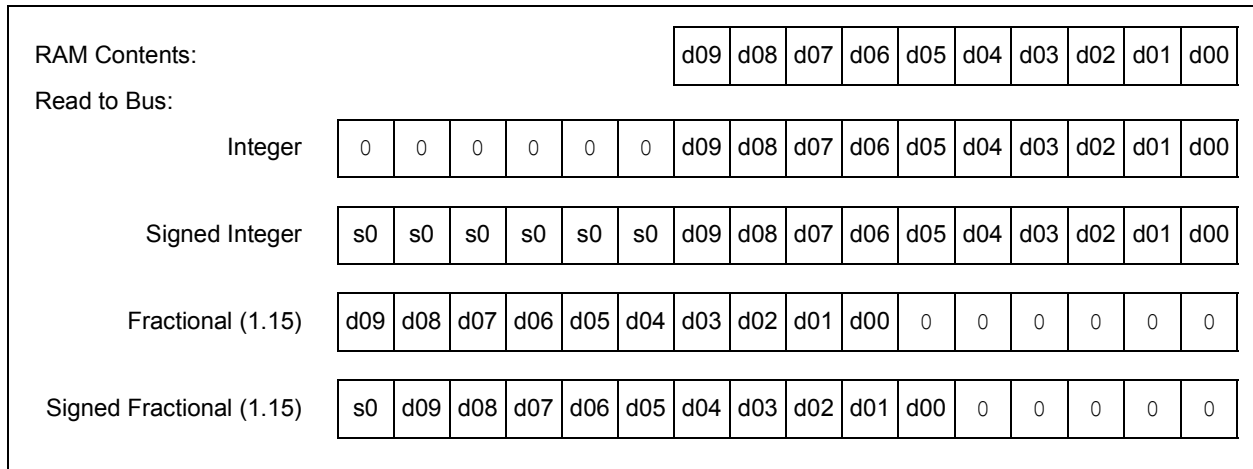 RAM Contents: d09 d08 d07 d06 d05 d04 d03 d02 d01 d00
Read to Bus:
Integer 0 0 0 0 0 0 d09 d08 d07 d06 d05 d04 d03 d02 d01 d00
Signed Integer s0 s0 s0 s0 s0 s0 d09 d08 d07 d06 d05 d04 d03 d02 d01 d00
Fractional (1.15) d09 d08 d07 d06 d05 d04 d03 d02 d01 d00 0 0 0 0 0 0
Signed Fractional (1.15) s0 d09 d08 d07 d06 d05 d04 d03 d02 d01 d00 0 0 0 0 0